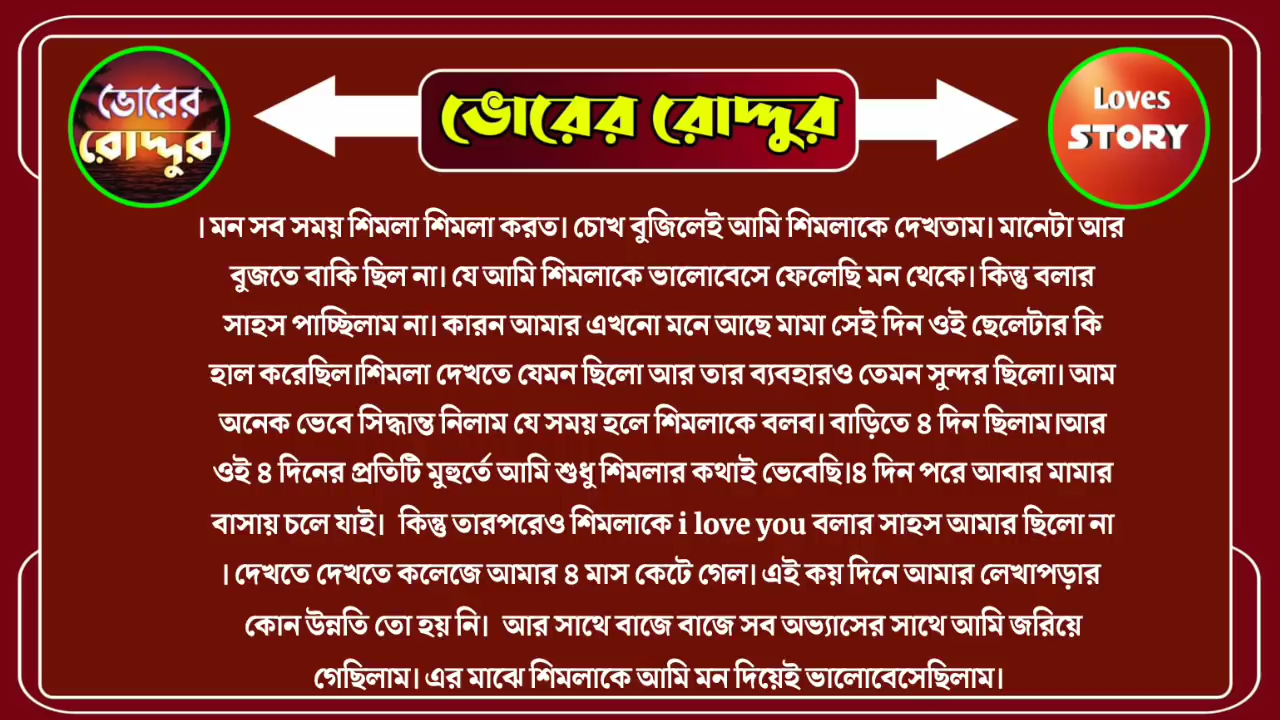 ভোরের
রোদ্দুর
ভোরের রোদ্দুর
Loves
STORY
। মন সব সময় শিমলা শিমলা করত। চোখ বুজিলেই আমি শিমলাকে দেখতাম। মানেটা আর
বুজতে বাকি ছিল না। যে আমি শিমলাকে ভালোবেসে ফেলেছি মন থেকে। কিন্তু বলার
সাহস পাচ্ছিলাম না। কারন আমার এখনো মনে আছে মামা সেই দিন ওই ছেলেটার কি
হাল করেছিল।শিমলা দেখতে যেমন ছিলো আর তার ব্যবহারও তেমন সুন্দর ছিলো। আম
অনেক ভেবে সিদ্ধান্ত নিলাম যে সময় হলে শিমলাকে বলব। বাড়িতে ৪ দিন ছিলাম।আর
ওই ৪ দিনের প্রতিটি মুহুর্তে আমি শুধু শিমলার কথাই ভেবেছি।৪ দিন পরে আবার মামার
বাসায় চলে যাই। কিন্তু তারপরেও শিমলাকে i love you বলার সাহস আমার ছিলো না
। দেখতে দেখতে কলেজে আমার ৪ মাস কেটে গেল। এই কয় দিনে আমার লেখাপড়ার
কোন উন্নতি তো হয় নি। আর সাথে বাজে বাজে সব অভ্যাসের সাথে আমি জরিয়ে
গেছিলাম। এর মাঝে শিমলাকে আমি মন দিয়েই ভালোবেসেছিলাম।